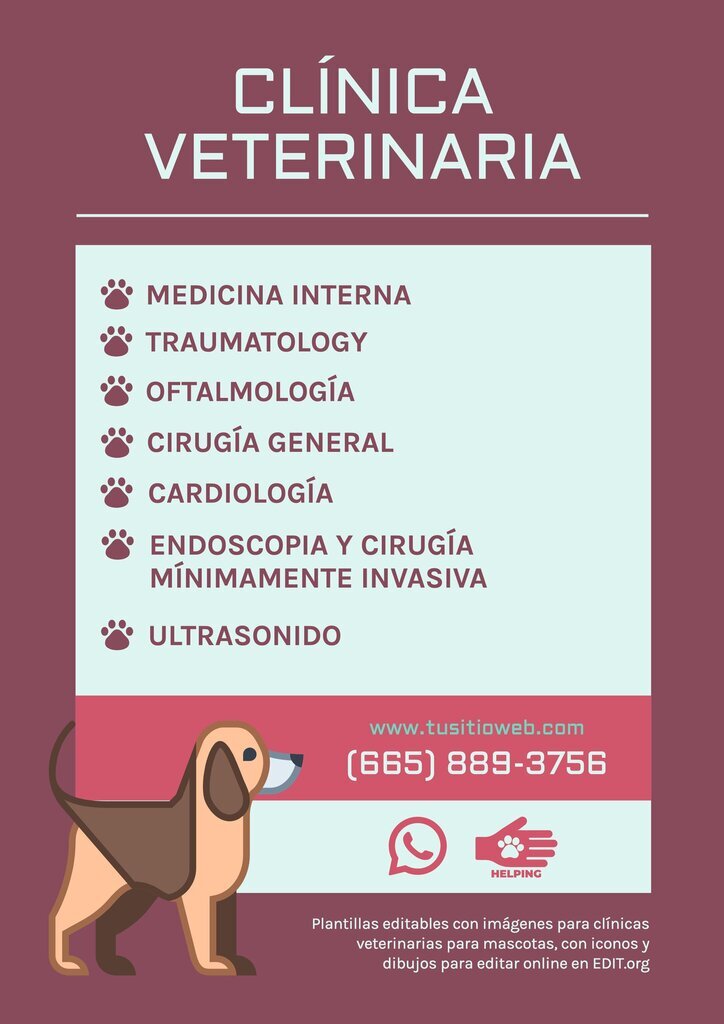 CLÍNICA
VETERINARIA
MEDICINA INTERNA
TRAUMATOLOGY
OFTALMOLOGÍA
CIRUGÍA GENERAL
CARDIOLOGÍA
ENDOSCOPIA Y CIRUGÍA
MÍNIMAMENTE INVASIVA
ULTRASONIDO
www.tusitioweb.com
(665) 889-3756
HELPING
Plantillas editables con imágenes para clínicas
veterinarias para mascotas, con iconos y
dibujos para editar online en EDIT.org